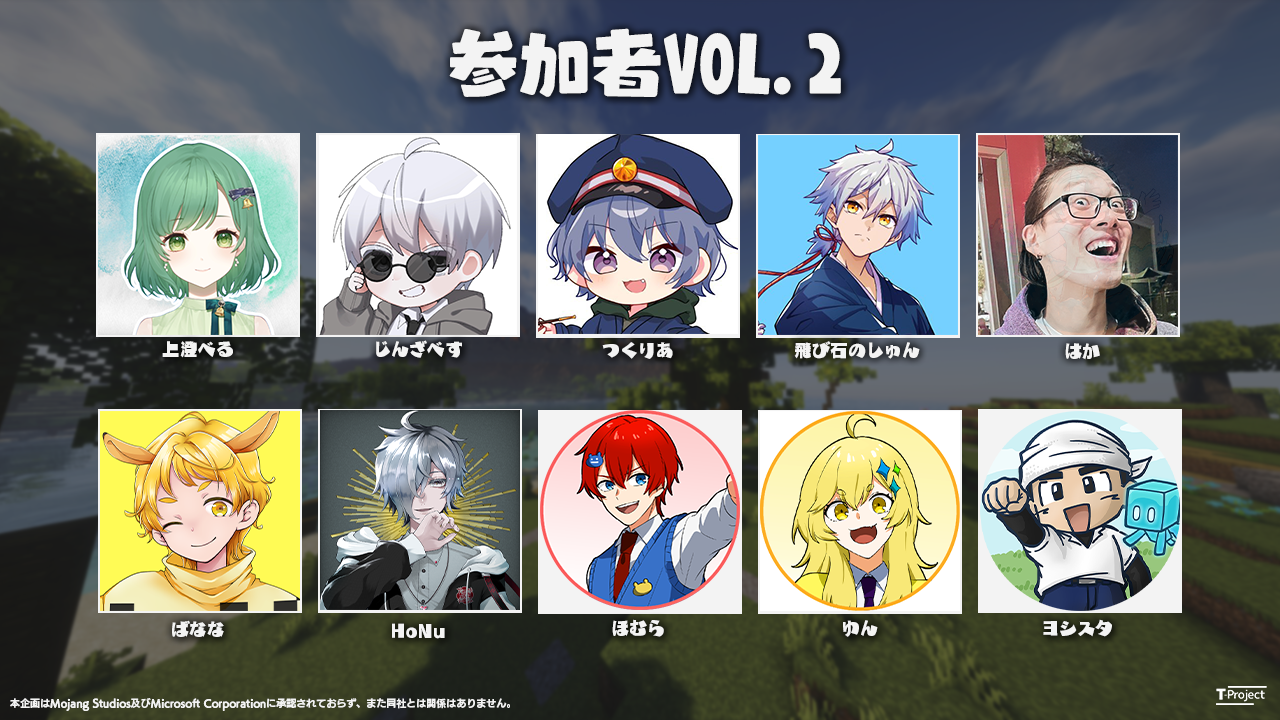 参加者VOL.2
上澄べる
じんざべす
つくりあ
飛び石のしゅん
はか
ばなな
HoNu
ほむら
ゆん
ヨシスタ
本企画はMojang Studios及びMicrosoft Corporationに承認されておらず、また同社とは関係はありません。
T-Project